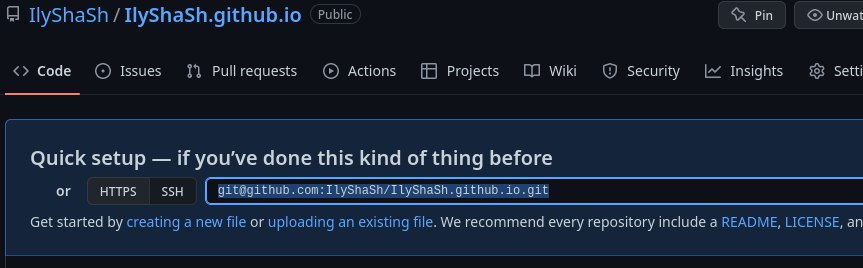 IlyShaSh / IlyShaSh.github.io Public Pin Unwat
Code Issues Pull requests Actions Projects Wiki Security Insights Setti
Quick setup — if you’ve done this kind of thing before
or HTTPS SSH git@github.com:IlyShaSh/IlyShaSh.github.io.git
Get started by creating a new file or uploading an existing file. We recommend every repository include a README, LICENSE, an